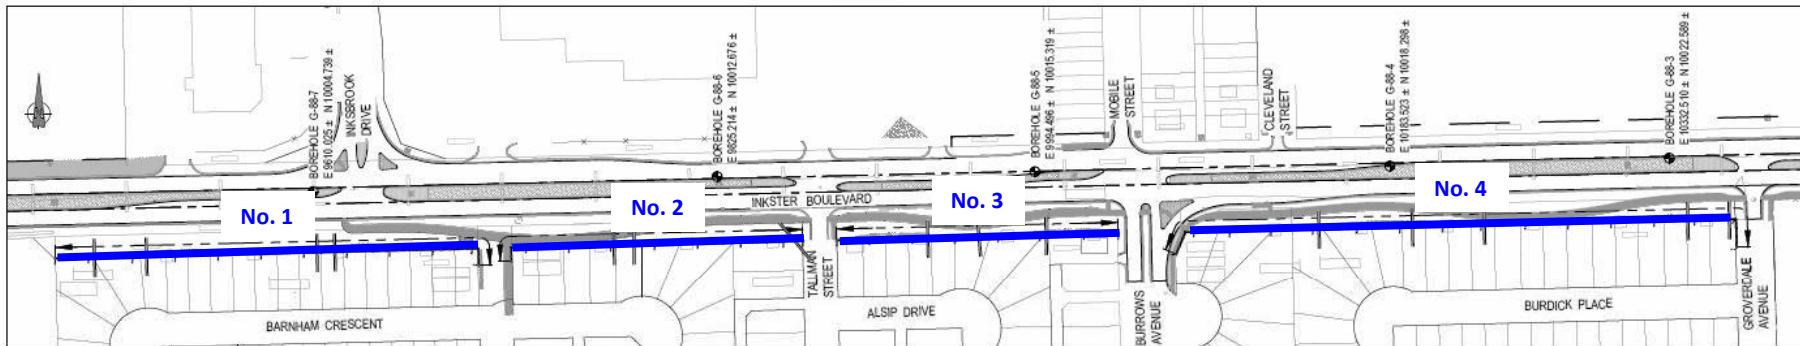 BOREHOLE G-88-7
E 9610.025 ± N 10004.739 ±
INKSBROOK
DRIVE
BOREHOLE G-88-6
E 9825.214 ± N 10012.676 ±
BOREHOLE G-88-5
E 9994.496 ± N 10015.319 ±
MOBILE
STREET
CLEVELAND
STREET
BOREHOLE G-88-4
E 10183.523 ± N 10018.298 ±
BOREHOLE G-88-3
E 10332.510 ± N 10022.589 ±
No. 1
No. 2
INKSTER BOULEVARD
No. 3
No. 4
TALLMAN
STREET
BURROWS
AVENUE
GROVERDALE
AVENUE
BARNHAM CRESCENT
ALSIP DRIVE
BURDICK PLACE